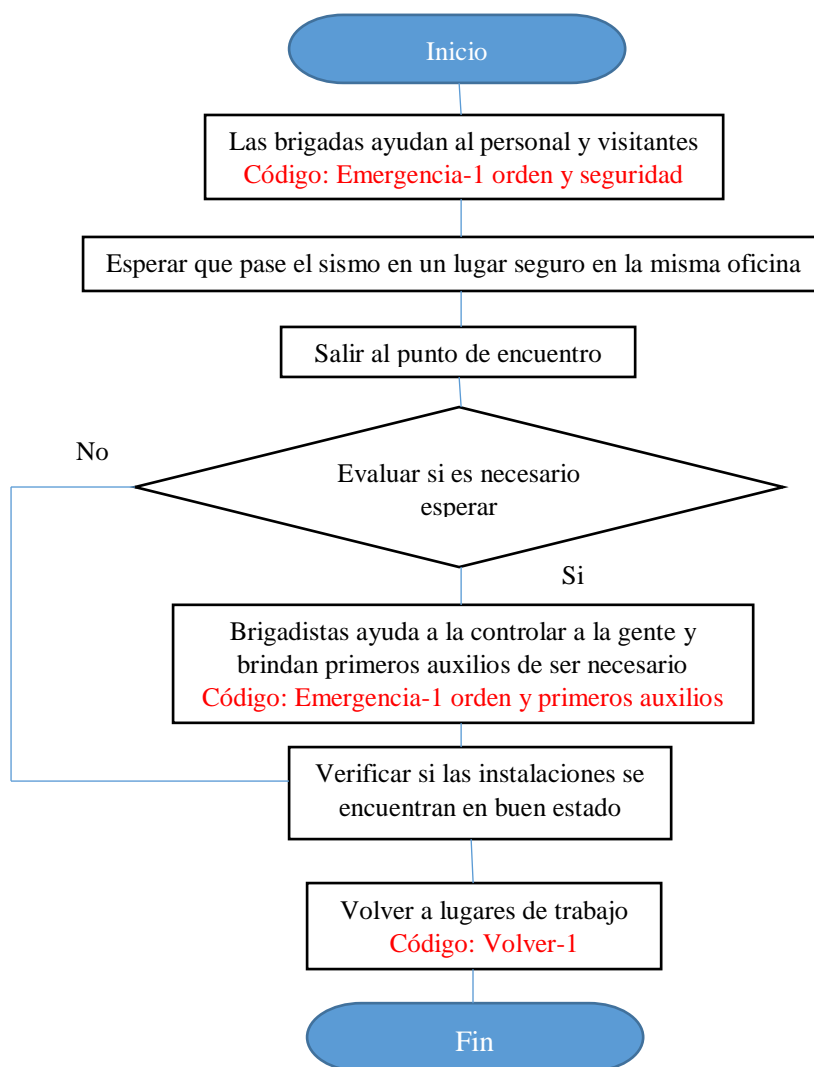 Inicio
Las brigadas ayudan al personal y visitantes
Código: Emergencia-1 orden y seguridad
Esperar que pase el sismo en un lugar seguro en la misma oficina
Salir al punto de encuentro
No
Evaluar si es necesario
esperar
Si
Brigadistas ayuda a la controlar a la gente y
brindan primeros auxilios de ser necesario
Código: Emergencia-1 orden y primeros auxilios
Verificar si las instalaciones se
encuentran en buen estado
Volver a lugares de trabajo
Código: Volver-1
Fin